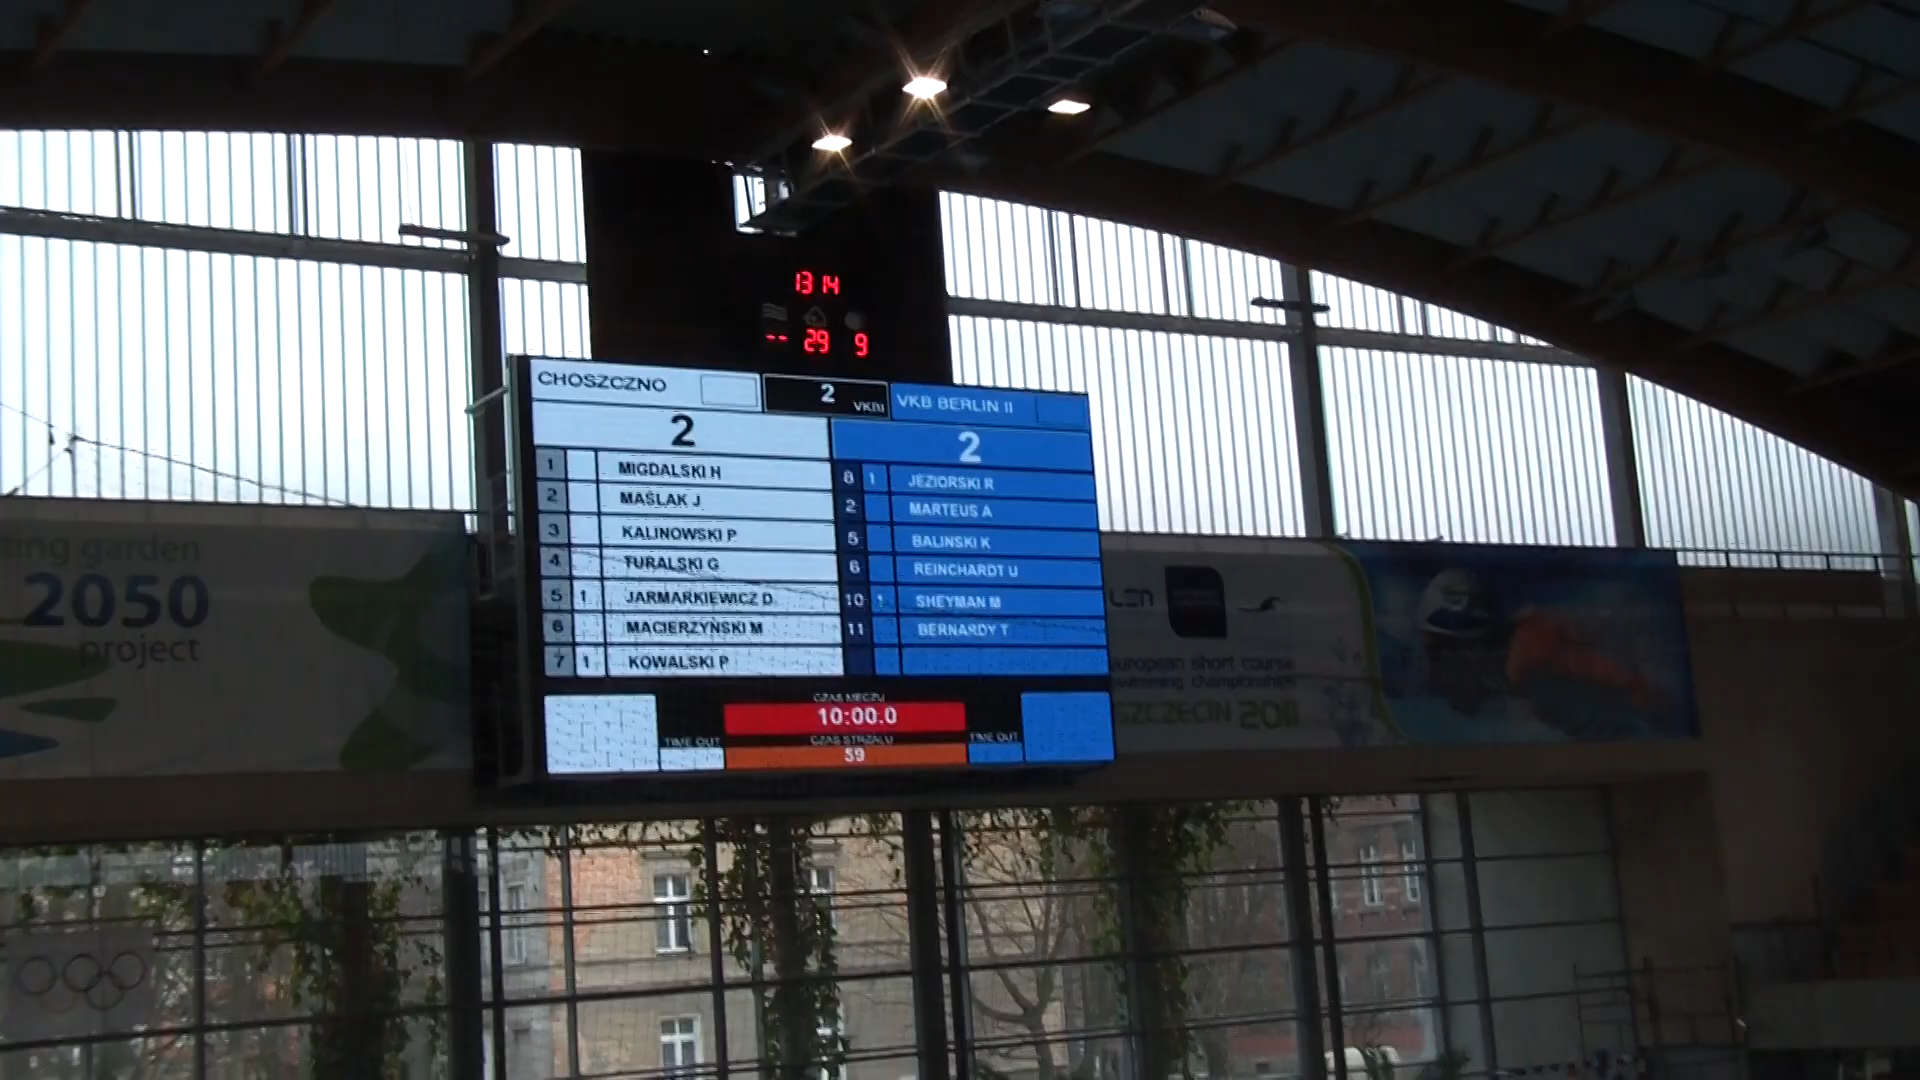 13 14
-- 29 9
CHOSZCZNO
2
VKBI
VKB BERLIN II
2
2
1 MIGDALSKI H
2 MAŚLAK J
3 KALINOWSKI P
4 TURALSKI G
5 1 JARMARKIEWICZ D
6 MACIERZYŃSKI M
7 1 KOWALSKI P
8 1 JEZIORSKI R
2 MARTEUS A
5 BALINSKI K
6 REINCHARDT U
10 1 SHEYMAN M
11 BERNARDY T
CZAS MECZU
10:00.0
TIME OUT
CZAS STRZAŁU
TIME OUT
59
ting garden
2050
project
LEN
european short course
swimming championships
SZCZECIN 2011